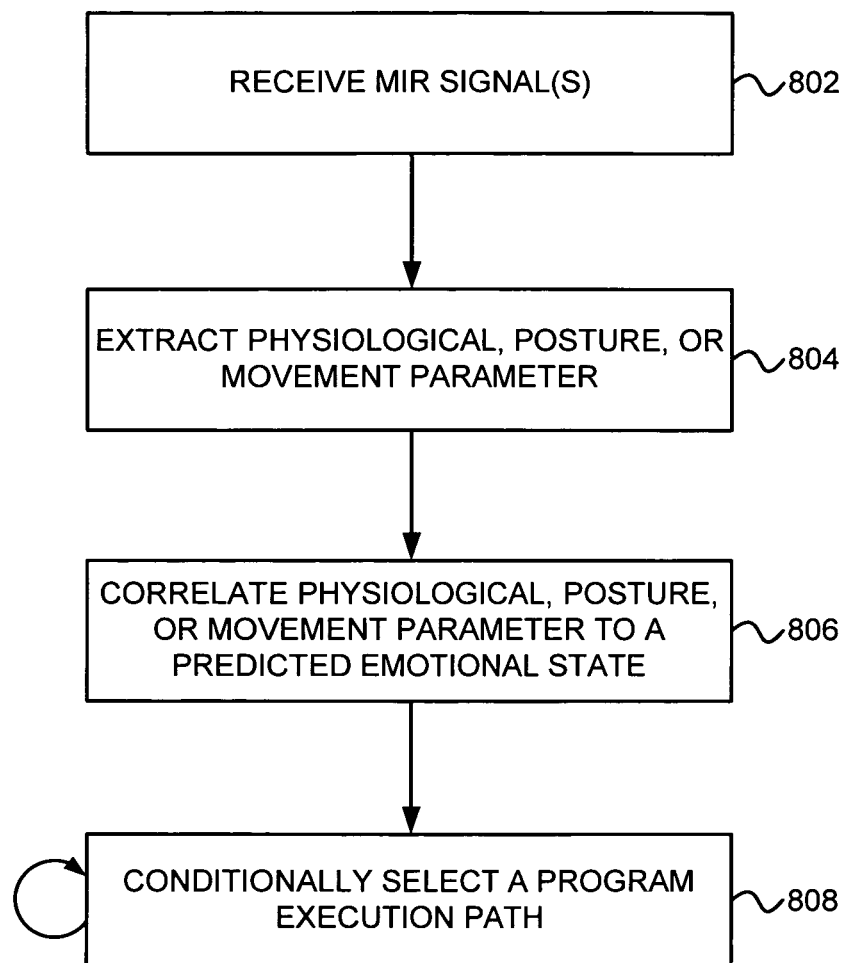 RECEIVE MIR SIGNAL(S)
802
EXTRACT PHYSIOLOGICAL, POSTURE, OR
MOVEMENT PARAMETER
804
CORRELATE PHYSIOLOGICAL, POSTURE,
OR MOVEMENT PARAMETER TO A
PREDICTED EMOTIONAL STATE
806
CONDITIONALLY SELECT A PROGRAM
EXECUTION PATH
808